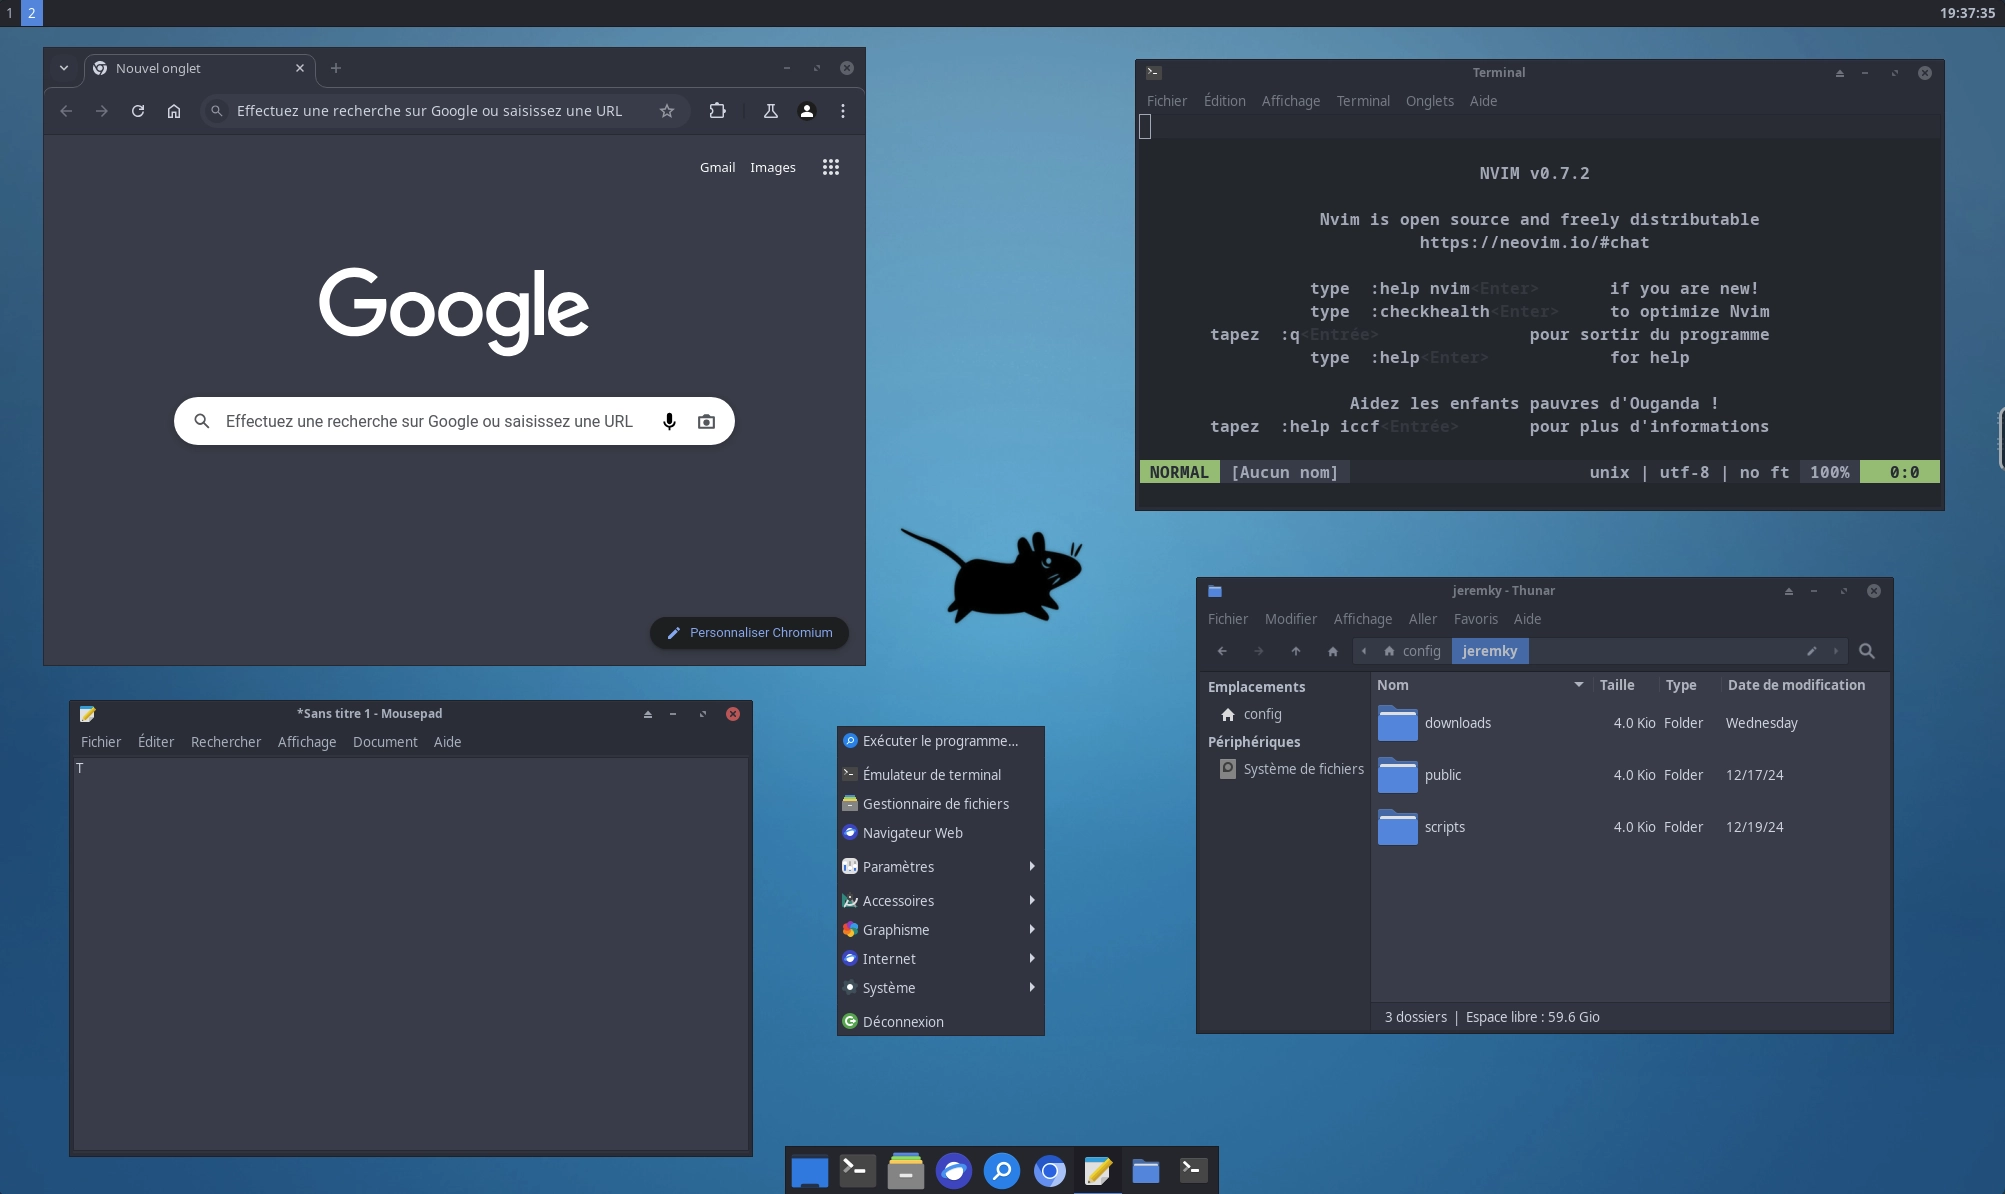 1 2
19:37:35
Nouvel onglet
Effectuez une recherche sur Google ou saisissez une URL
Gmail Images
Google
Effectuez une recherche sur Google ou saisissez une URL
Personnaliser Chromium
Terminal
Fichier Édition Affichage Terminal Onglets Aide
NVIM v0.7.2
Nvim is open source and freely distributable
https://neovim.io/#chat
type :help nvim<Enter> if you are new!
type :checkhealth<Enter> to optimize Nvim
tapez :q<Entrée> pour sortir du programme
type :help<Enter> for help
Aidez les enfants pauvres d'Ouganda !
tapez :help iccf<Entrée> pour plus d'informations
NORMAL [Aucun nom] unix | utf-8 | no ft 100% 0:0
*Sans titre 1 - Mousepad
Fichier Éditer Rechercher Affichage Document Aide
T
Exécuter le programme...
Émulateur de terminal
Gestionnaire de fichiers
Navigateur Web
Paramètres
Accessoires
Graphisme
Internet
Système
Déconnexion
jeremky - Thunar
Fichier Modifier Affichage Aller Favoris Aide
config jeremky
Emplacements
config
Périphériques
Système de fichiers
Nom Taille Type Date de modification
downloads 4.0 Kio Folder Wednesday
public 4.0 Kio Folder 12/17/24
scripts 4.0 Kio Folder 12/19/24
3 dossiers | Espace libre : 59.6 Gio